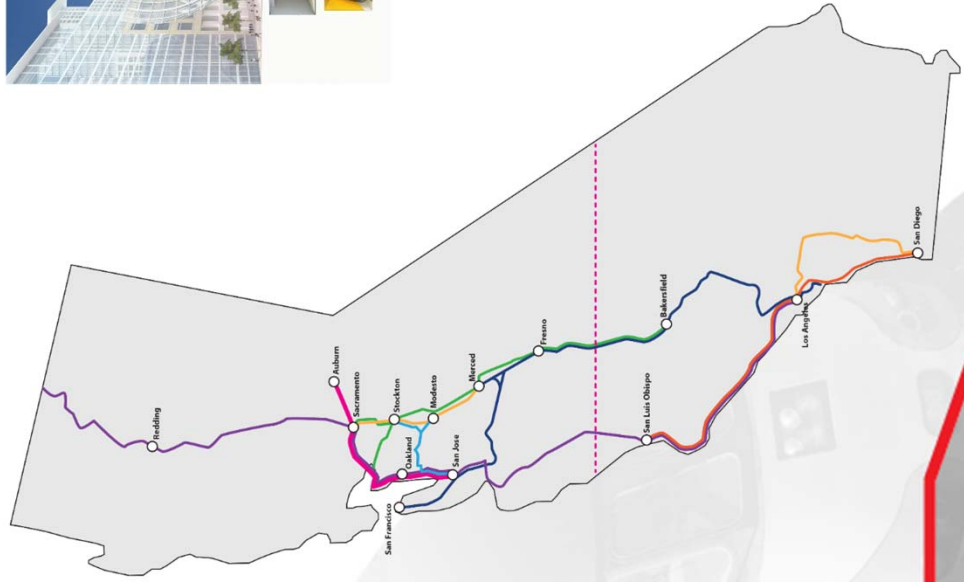 Redding
Auburn
Sacramento
Stockton
Modesto
Oakland
San Jose
San Francisco
Merced
Fresno
Bakersfield
San Luis Obispo
Los Angeles
San Diego